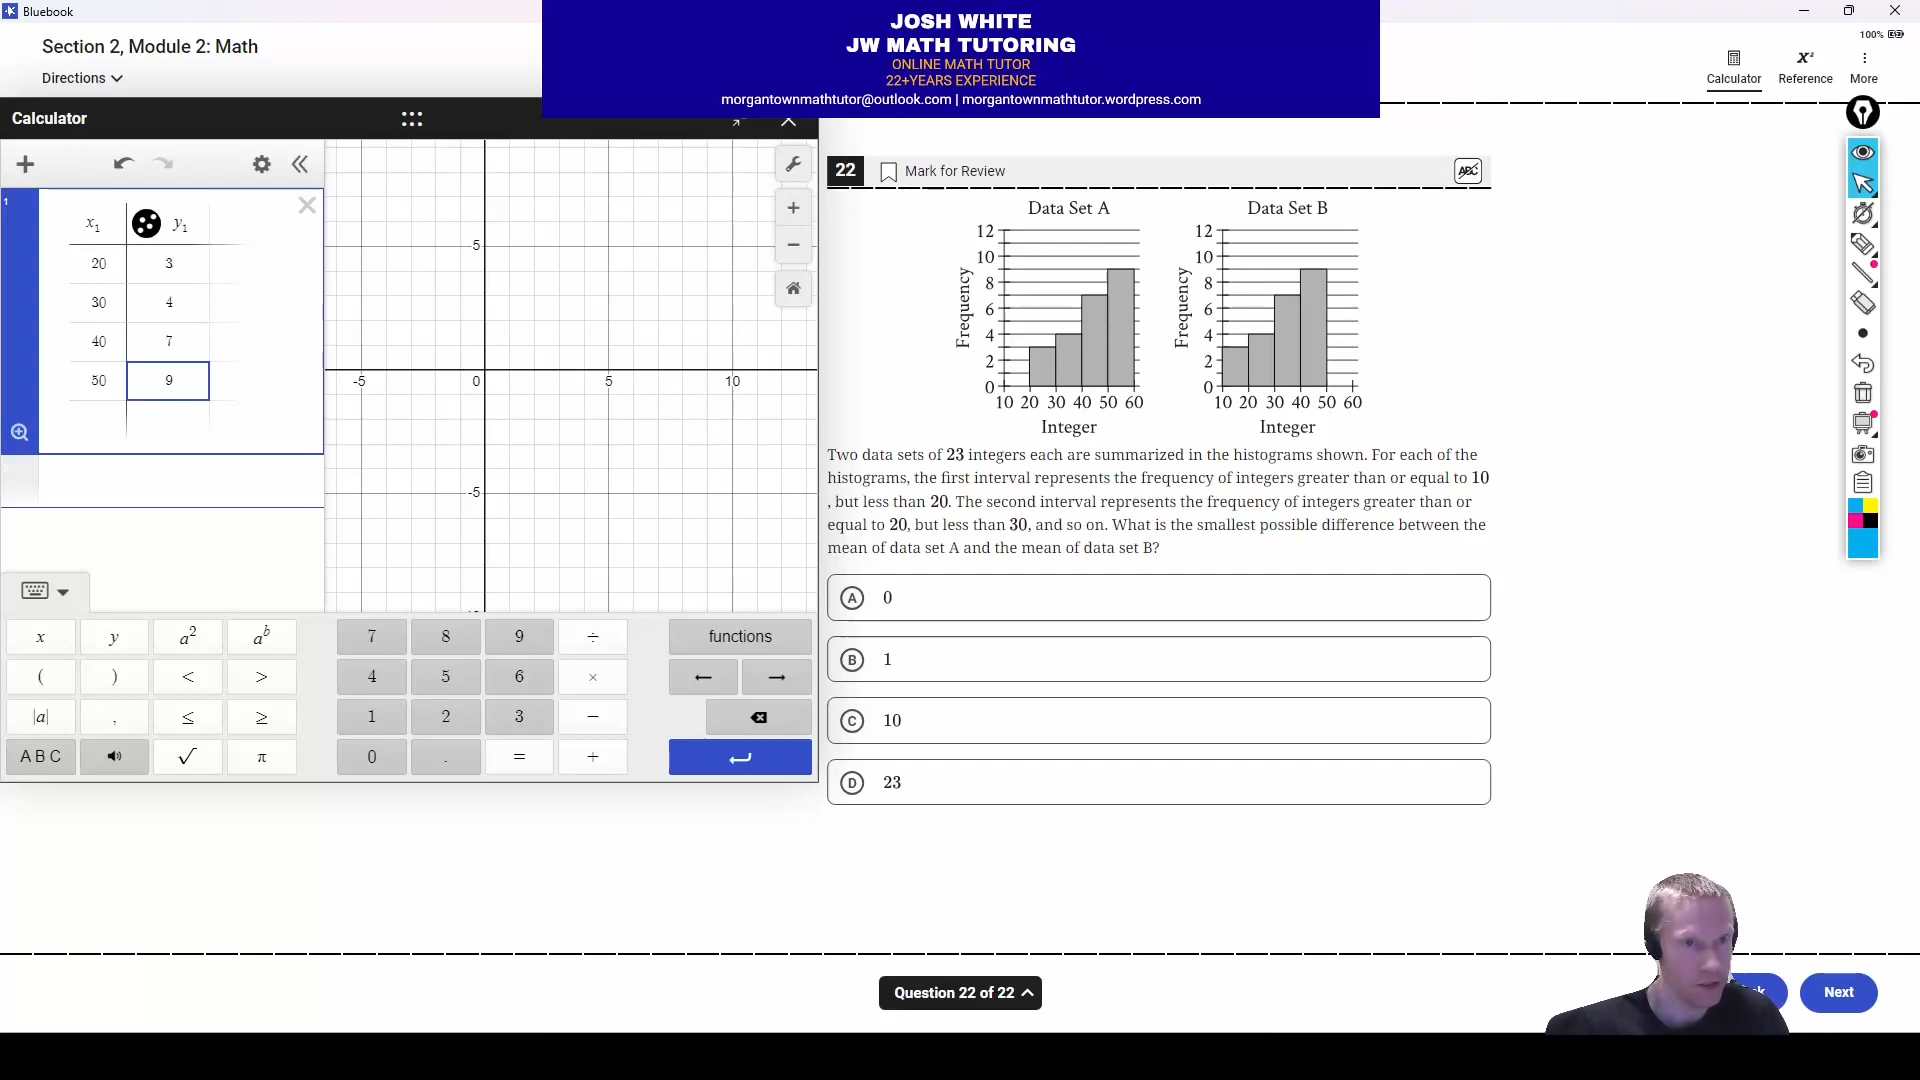 Bluebook
JOSH WHITE
JW MATH TUTORING
ONLINE MATH TUTOR
22+YEARS EXPERIENCE
morgantownmathtutor@outlook.com | morgantownmathtutor.wordpress.com
Section 2, Module 2: Math
Directions
100%
Calculator
Reference
More
Calculator
1
x₁ y₁
20 3
30 4
40 7
50 9
2
5
-5 0 5 10
-5
x y a² aᵇ 7 8 9 ÷ functions
( ) < > 4 5 6 × ← →
|a| , ≤ ≥ 1 2 3 −
A B C √ π 0 . = +
22 Mark for Review ABC
Data Set A
12
10
8
6
4
2
0
Frequency
10 20 30 40 50 60
Integer
Data Set B
12
10
8
6
4
2
0
Frequency
10 20 30 40 50 60
Integer
Two data sets of 23 integers each are summarized in the histograms shown. For each of the
histograms, the first interval represents the frequency of integers greater than or equal to 10
, but less than 20. The second interval represents the frequency of integers greater than or
equal to 20, but less than 30, and so on. What is the smallest possible difference between the
mean of data set A and the mean of data set B?
A 0
B 1
C 10
D 23
Question 22 of 22
Next